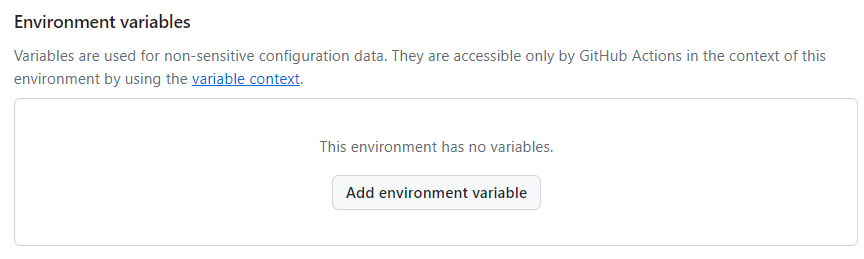 Environment variables
Variables are used for non-sensitive configuration data. They are accessible only by GitHub Actions in the context of this
environment by using the variable context.
This environment has no variables.
Add environment variable